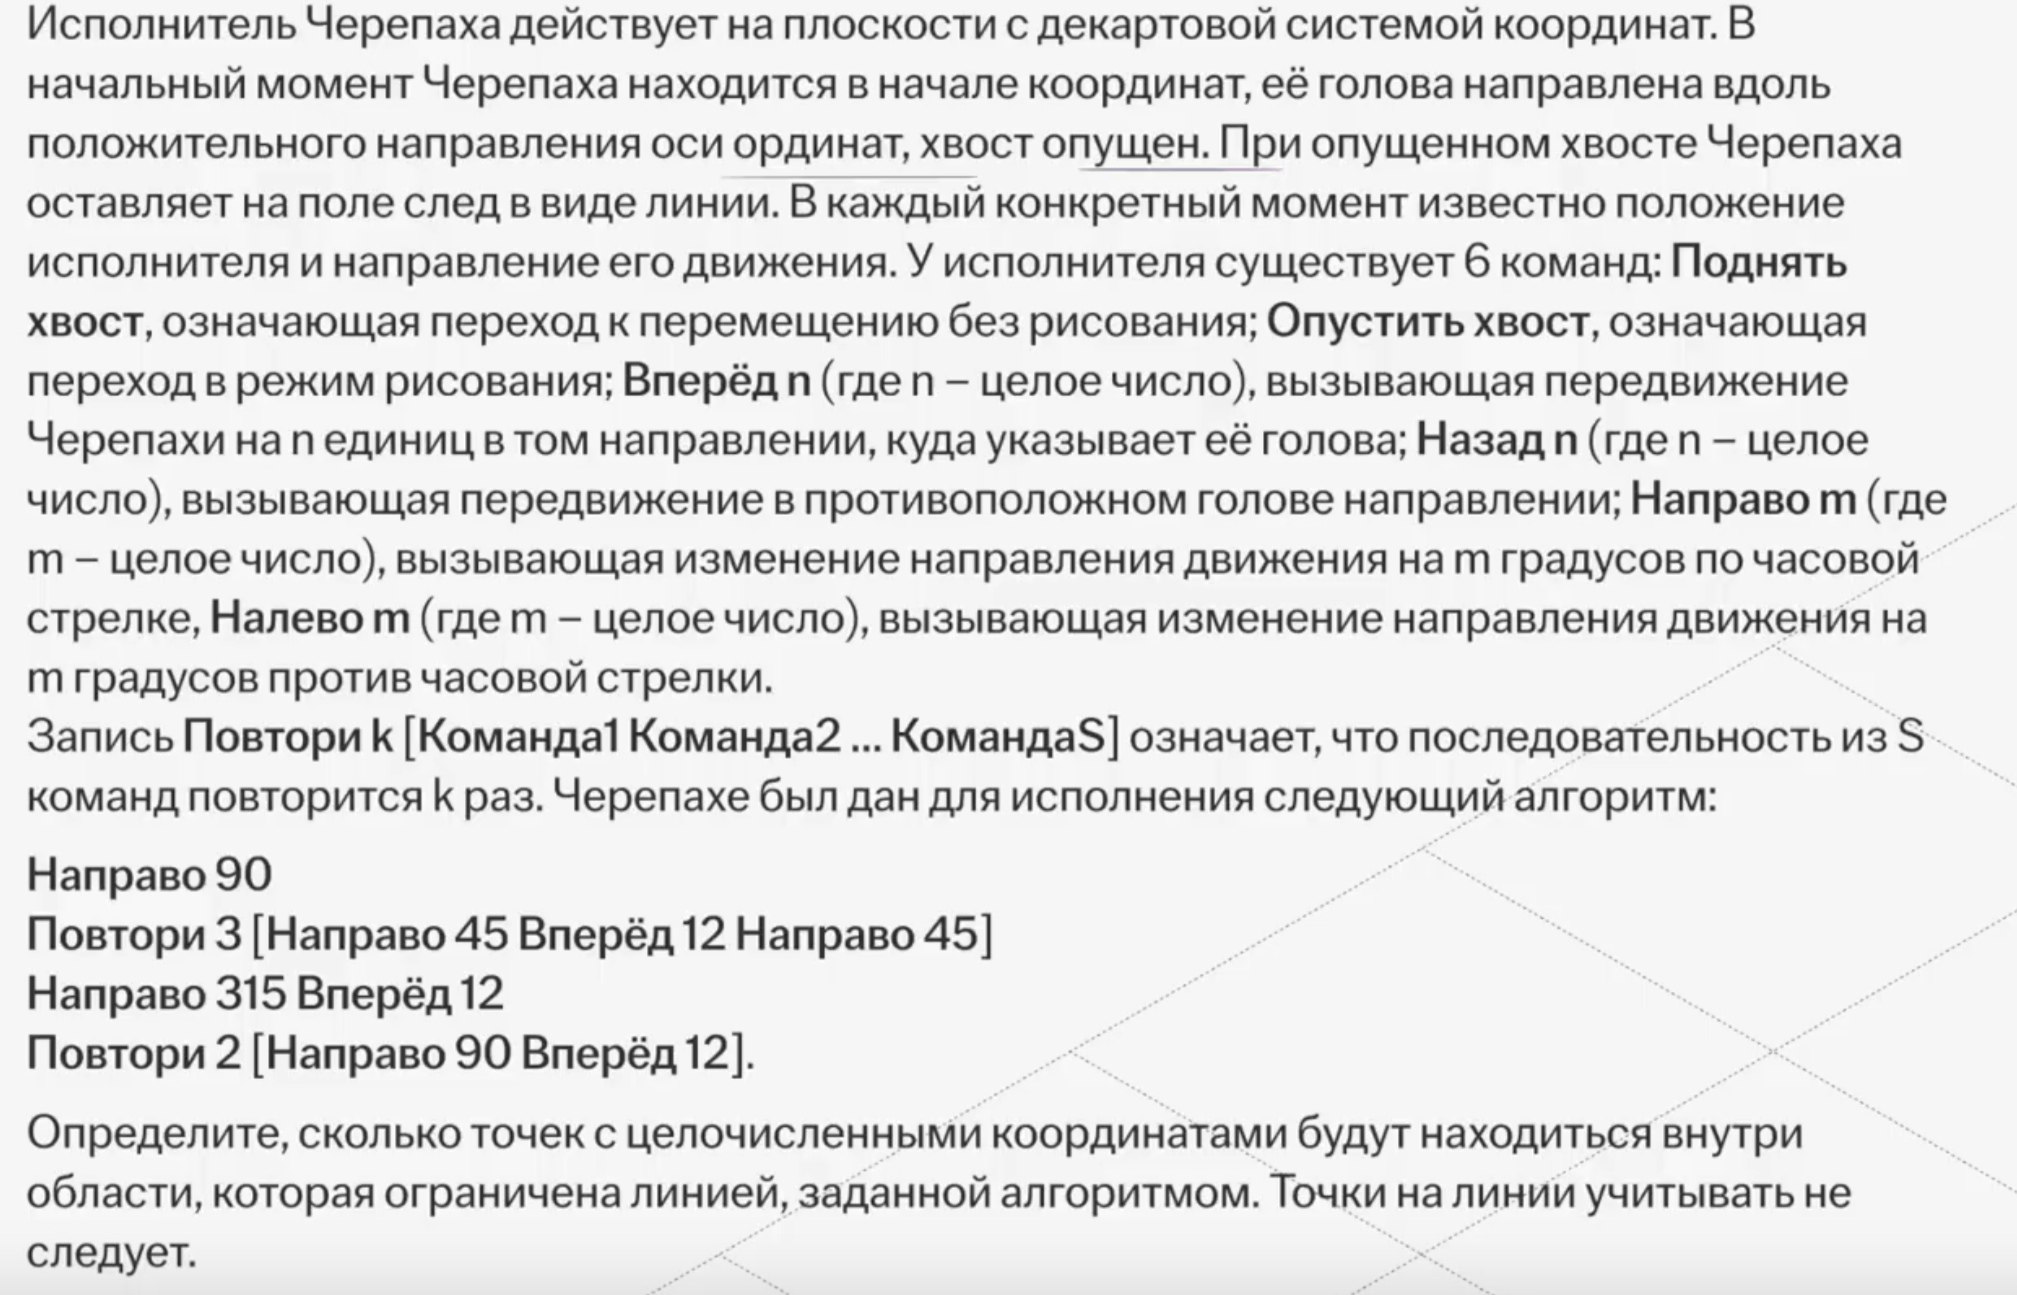 Исполнитель Черепаха действует на плоскости с декартовой системой координат. В
начальный момент Черепаха находится в начале координат, её голова направлена вдоль
положительного направления оси ординат, хвост опущен. При опущенном хвосте Черепаха
оставляет на поле след в виде линии. В каждый конкретный момент известно положение
исполнителя и направление его движения. У исполнителя существует 6 команд: Поднять
хвост, означающая переход к перемещению без рисования; Опустить хвост, означающая
переход в режим рисования; Вперёд n (где n – целое число), вызывающая передвижение
Черепахи на n единиц в том направлении, куда указывает её голова; Назад n (где n – целое
число), вызывающая передвижение в противоположном голове направлении; Направо m (где
m – целое число), вызывающая изменение направления движения на m градусов по часовой
стрелке, Налево m (где m – целое число), вызывающая изменение направления движения на
m градусов против часовой стрелки.
Запись Повтори k [Команда1 Команда2 ... КомандаS] означает, что последовательность из S
команд повторится k раз. Черепахе был дан для исполнения следующий алгоритм:
Направо 90
Повтори 3 [Направо 45 Вперёд 12 Направо 45]
Направо 315 Вперёд 12
Повтори 2 [Направо 90 Вперёд 12].
Определите, сколько точек с целочисленными координатами будут находиться внутри
области, которая ограничена линией, заданной алгоритмом. Точки на линии учитывать не
следует.